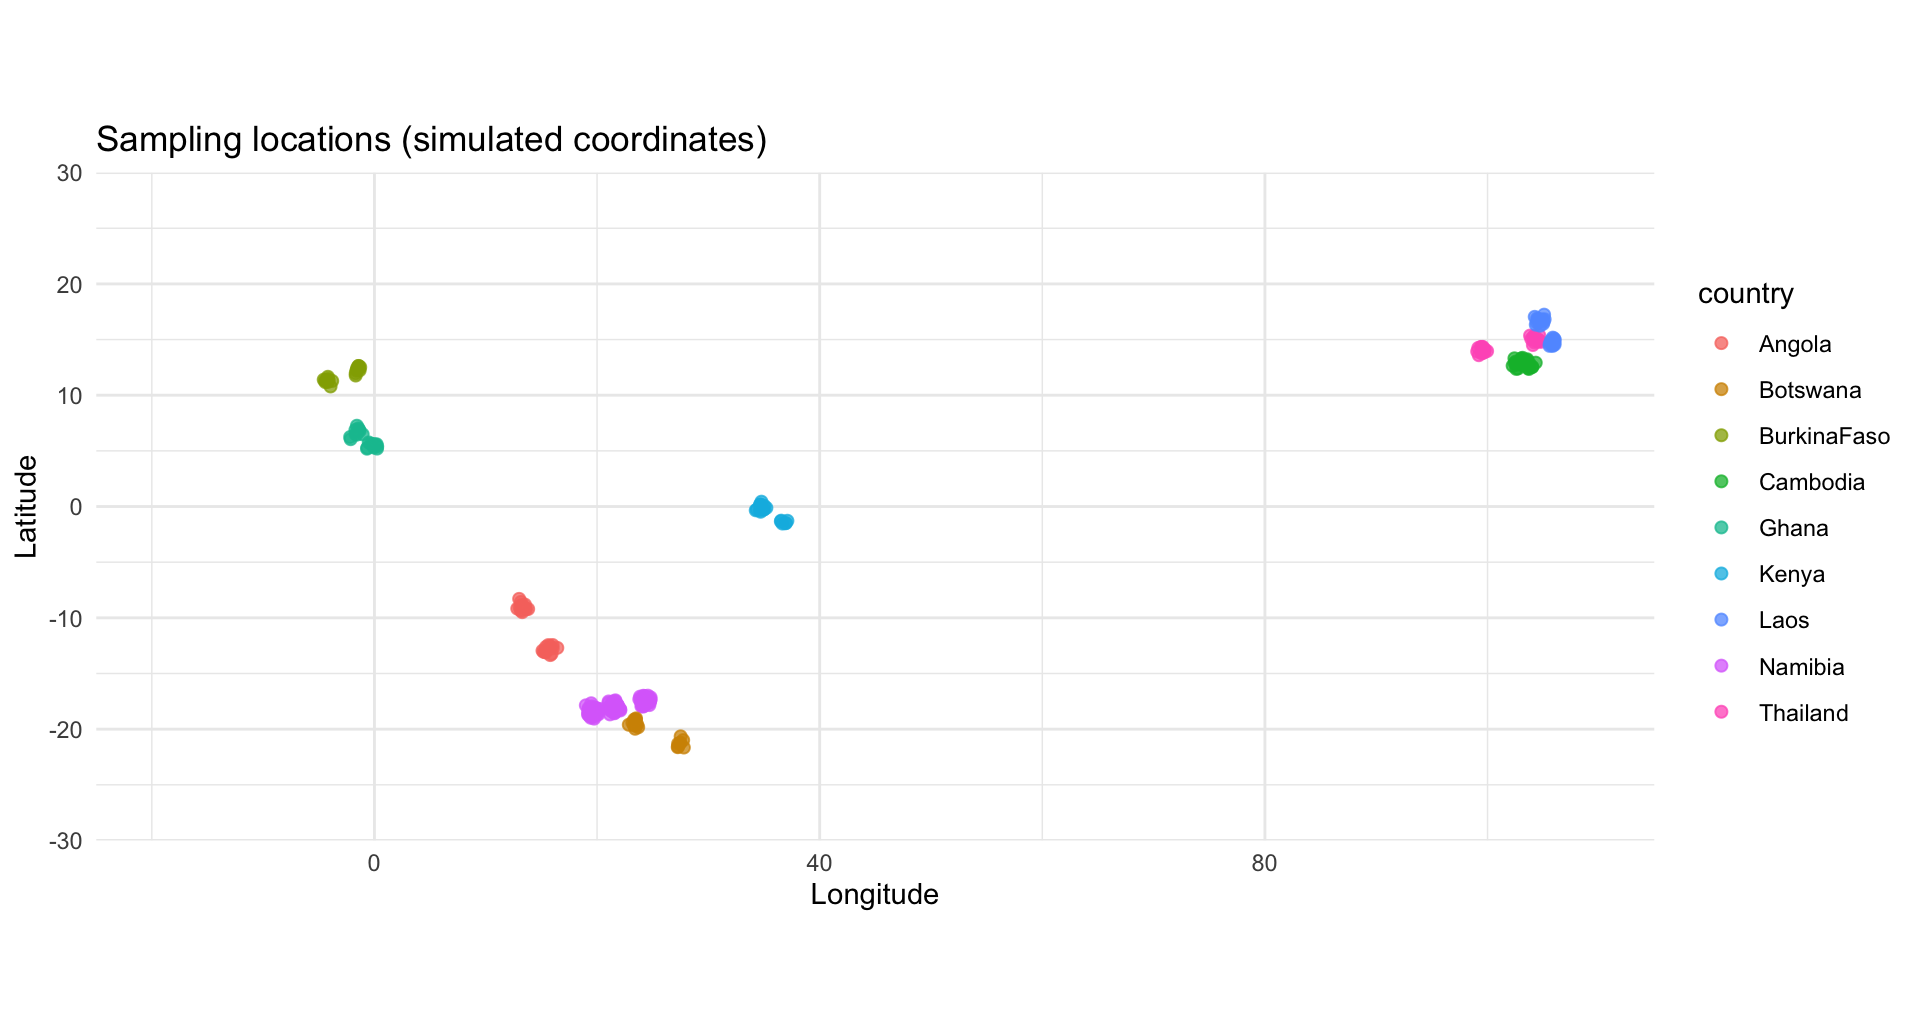 Sampling locations (simulated coordinates)
30
20
10
0
-10
-20
-30
Latitude
0
40
80
Longitude
country
Angola
Botswana
BurkinaFaso
Cambodia
Ghana
Kenya
Laos
Namibia
Thailand